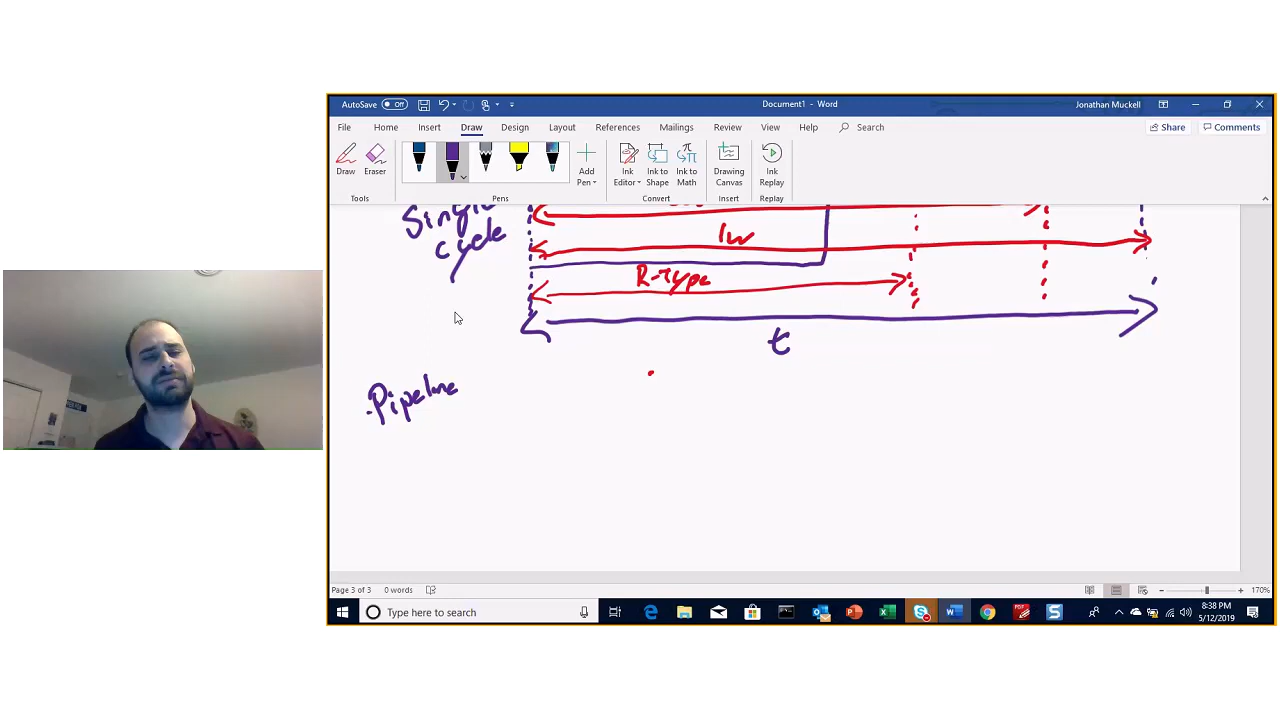 AutoSave Off Document1 - Word Jonathan Muckell
File Home Insert Draw Design Layout References Mailings Review View Help Search Share Comments
Draw Eraser Add Pen Ink Editor Ink to Shape Ink to Math Drawing Canvas Ink Replay
Tools Pens Convert Insert Replay
Single
cycle
lw
R-type
t
Pipeline
Page 3 of 3 0 words 170%
Type here to search 8:38 PM
5/12/2019